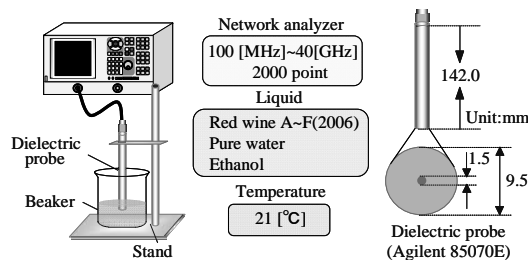 Network analyzer
100 [MHz]~40[GHz]
2000 point
Liquid
Red wine A~F(2006)
Pure water
Ethanol
Temperature
21 [℃]
Dielectric
probe
Beaker
Stand
142.0
Unit:mm
1.5
9.5
Dielectric probe
(Agilent 85070E)